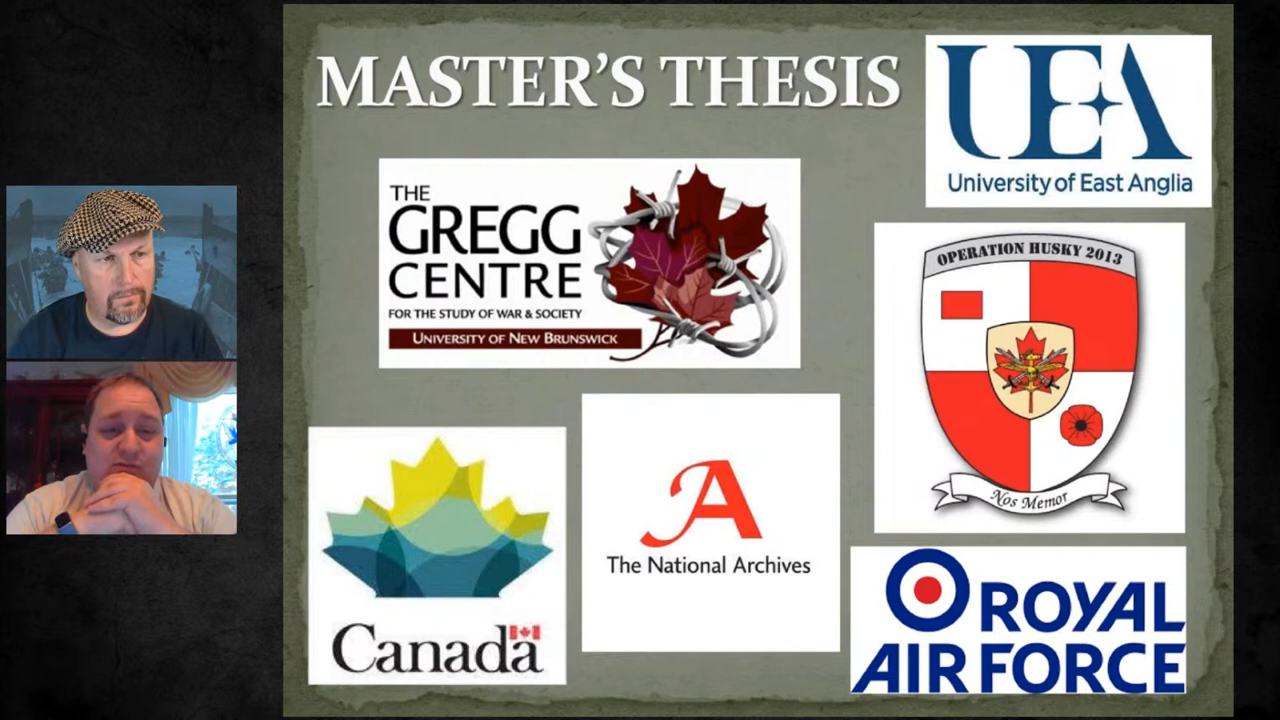 MASTER'S THESIS
UEA
University of East Anglia
THE
GREGG
CENTRE
FOR THE STUDY OF WAR & SOCIETY
UNIVERSITY OF NEW BRUNSWICK
OPERATION HUSKY 2013
Nos Memor
Canada
A
The National Archives
ROYAL
AIR FORCE